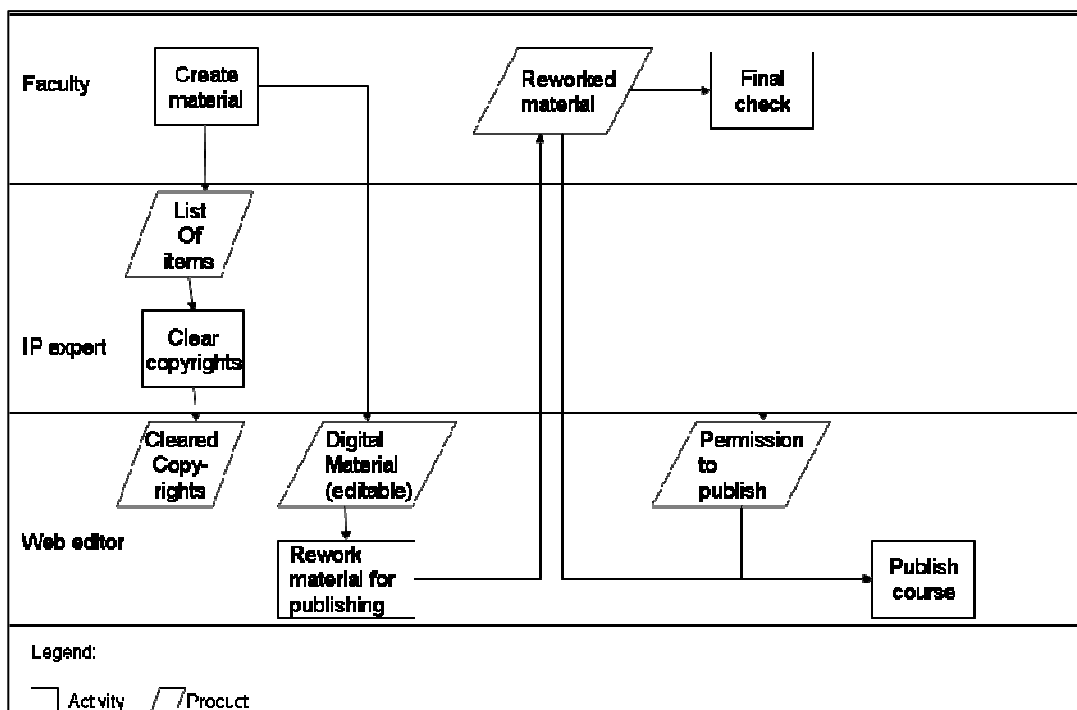 Faculty
Create
material
Reworked
material
Final
check
List
Of
items
IP expert
Clear
copyrights
Cleared
Copy-
rights
Digital
Material
(editable)
Permission
to
publish
Web editor
Rework
material for
publishing
Publish
course
Legend:
Activity
Product